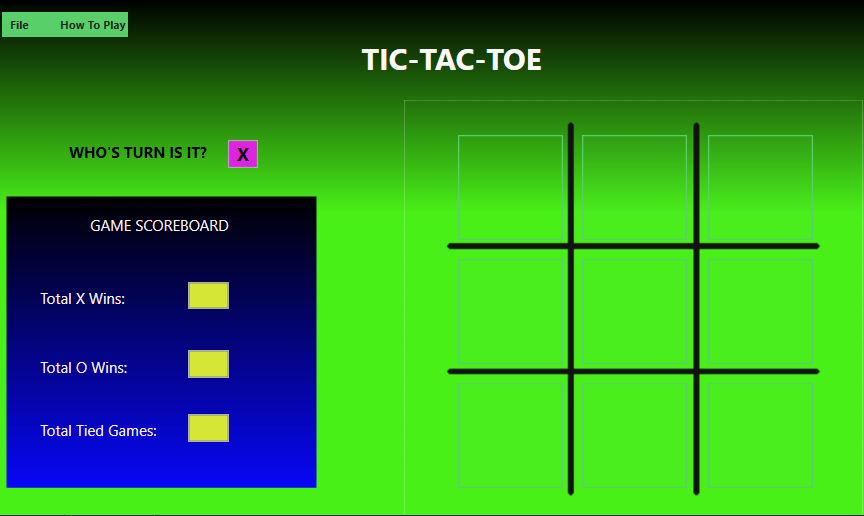 File How To Play
TIC-TAC-TOE
WHO'S TURN IS IT? X
GAME SCOREBOARD
Total X Wins:
Total O Wins:
Total Tied Games: